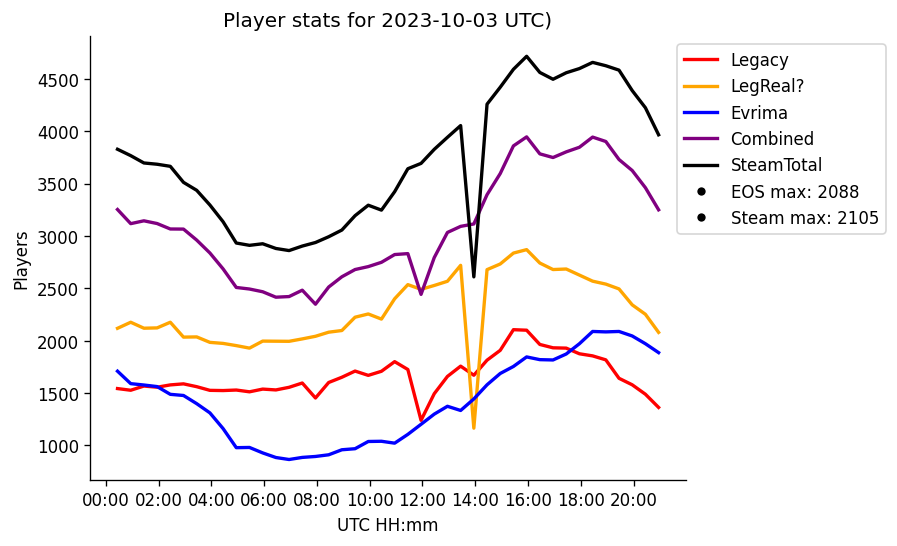 Player stats for 2023-10-03 UTC)
Legacy
LegReal?
Evrima
Combined
SteamTotal
EOS max: 2088
Steam max: 2105
Players
4500
4000
3500
3000
2500
2000
1500
1000
00:00 02:00 04:00 06:00 08:00 10:00 12:00 14:00 16:00 18:00 20:00
UTC HH:mm